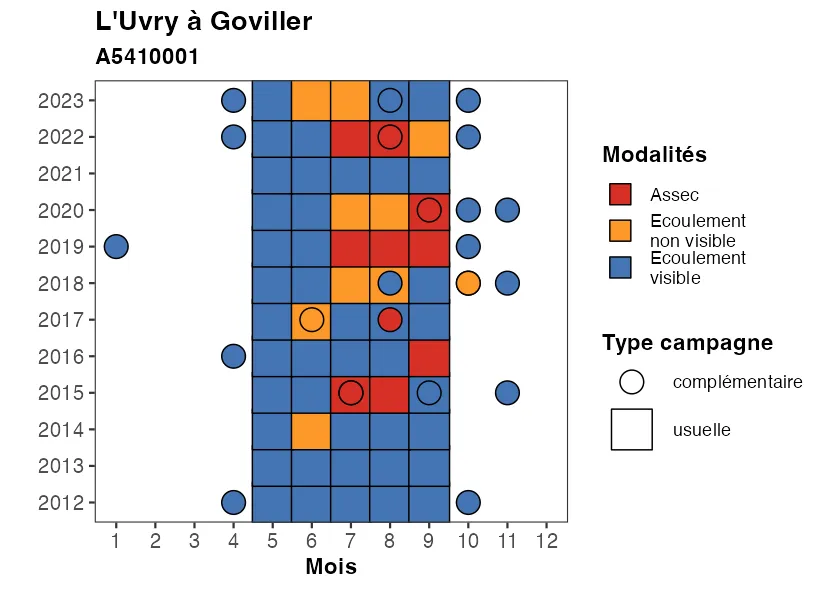 L'Uvry à Goviller
A5410001
2023
2022
2021
2020
2019
2018
2017
2016
2015
2014
2013
2012
1 2 3 4 5 6 7 8 9 10 11 12
Mois
Modalités
Assec
Ecoulement
non visible
Ecoulement
visible
Type campagne
complémentaire
usuelle